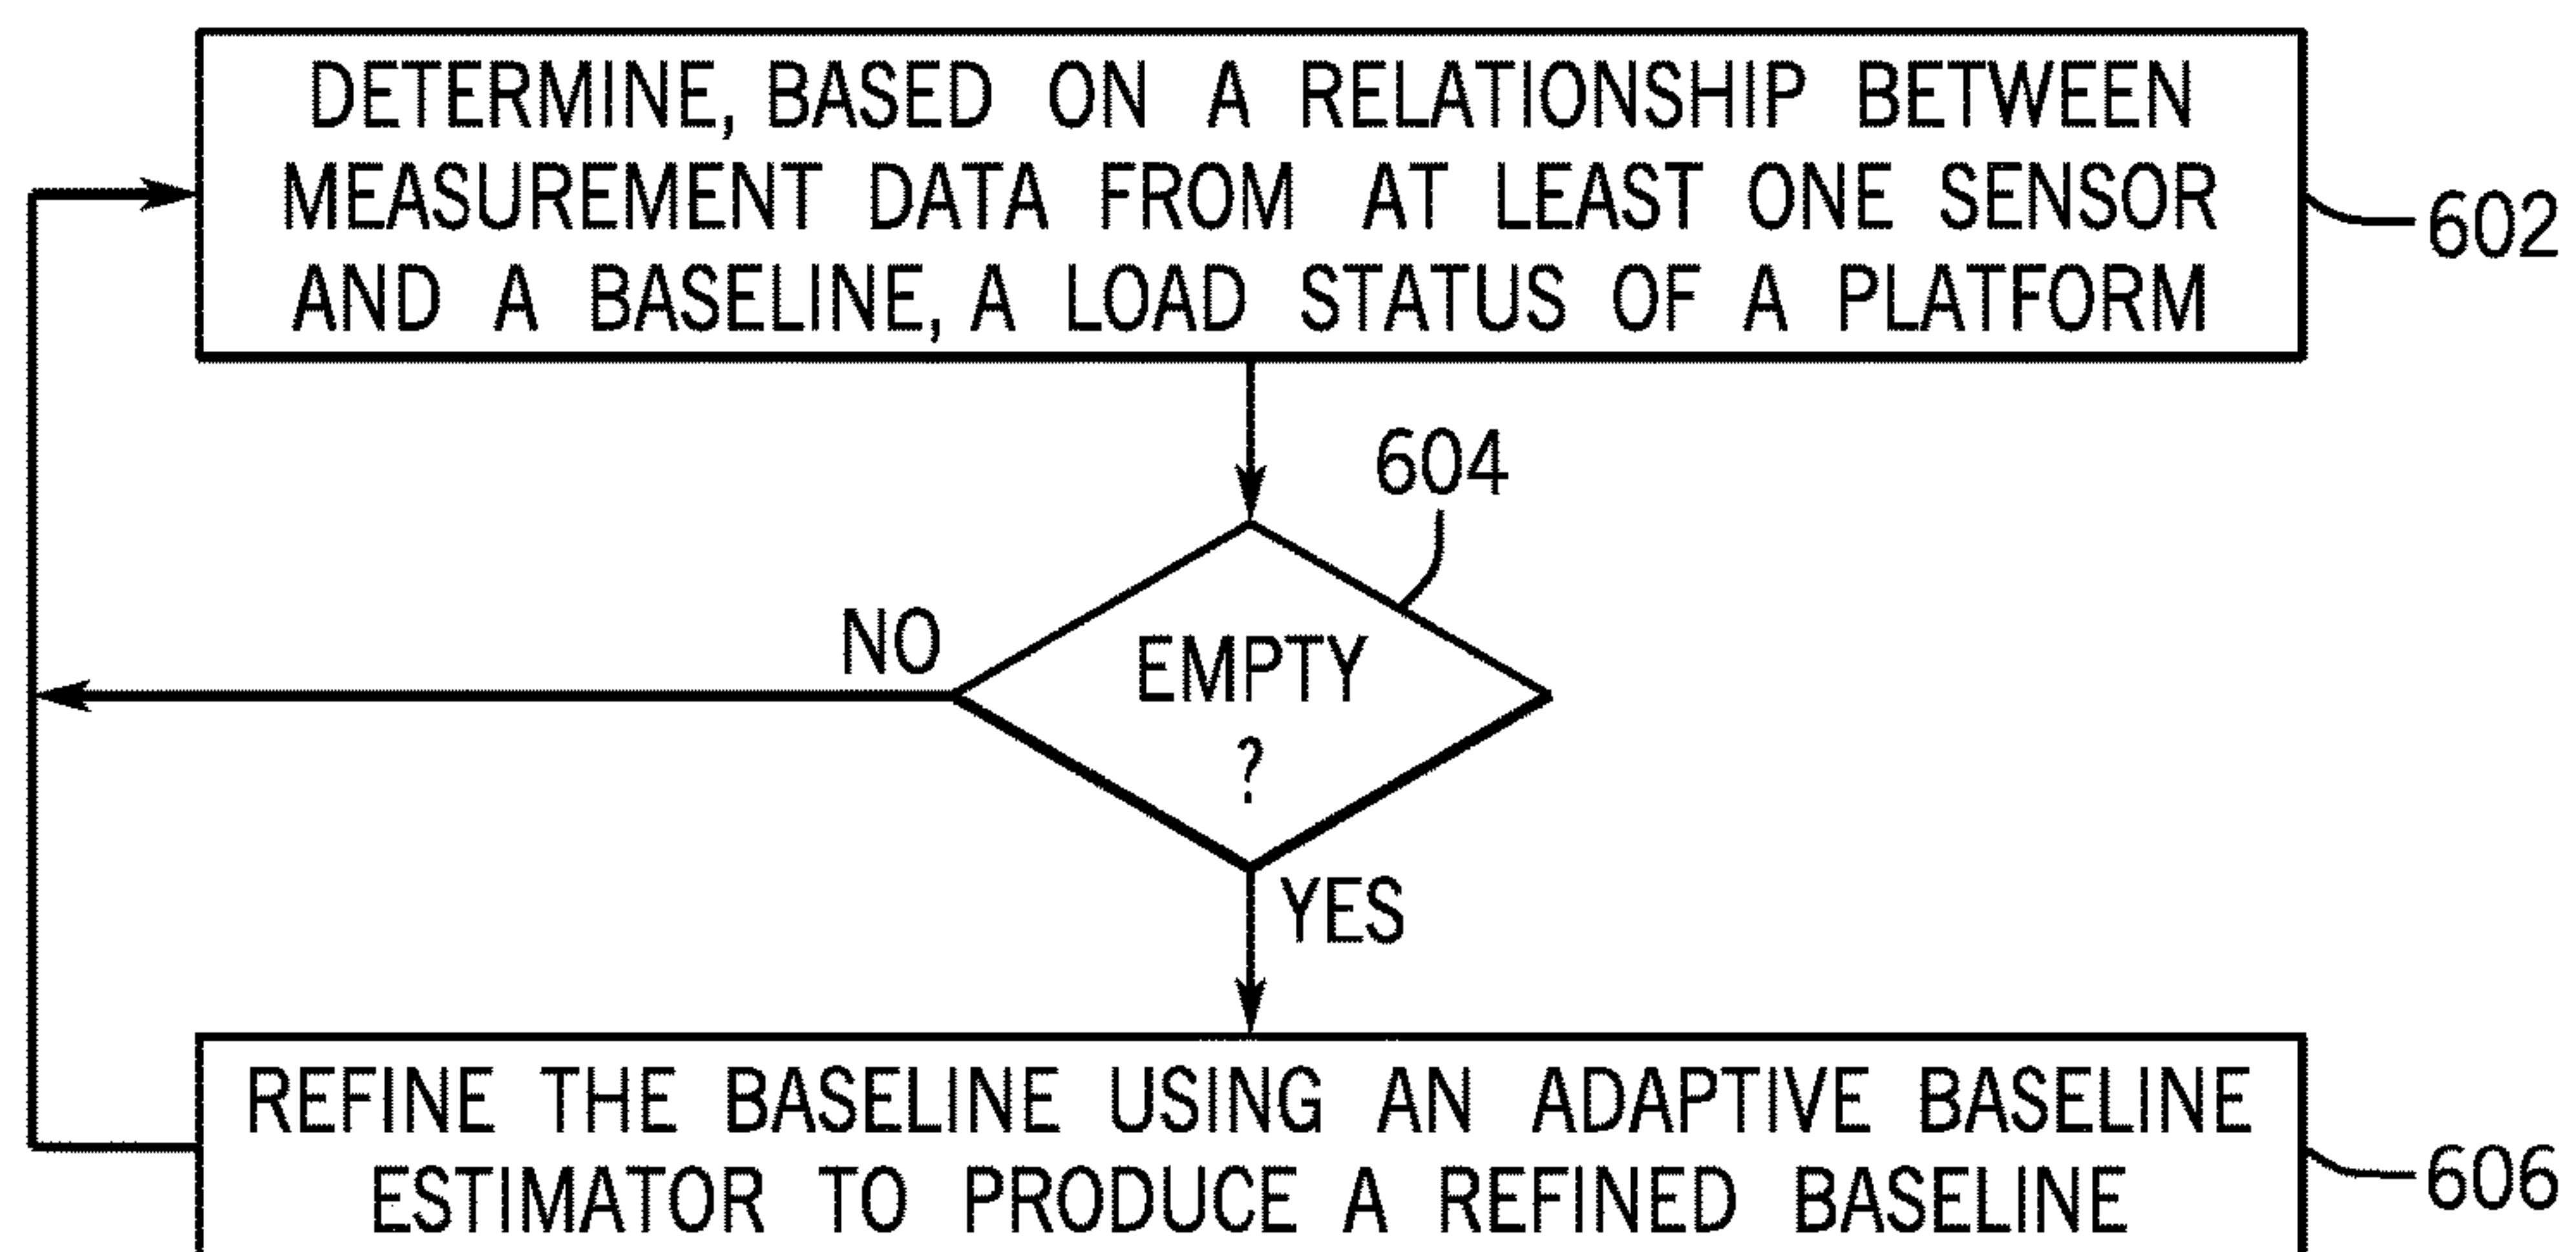 DETERMINE, BASED ON A RELATIONSHIP BETWEEN
MEASUREMENT DATA FROM AT LEAST ONE SENSOR
AND A BASELINE, A LOAD STATUS OF A PLATFORM
602
604
NO
EMPTY
?
YES
REFINE THE BASELINE USING AN ADAPTIVE BASELINE
ESTIMATOR TO PRODUCE A REFINED BASELINE
606